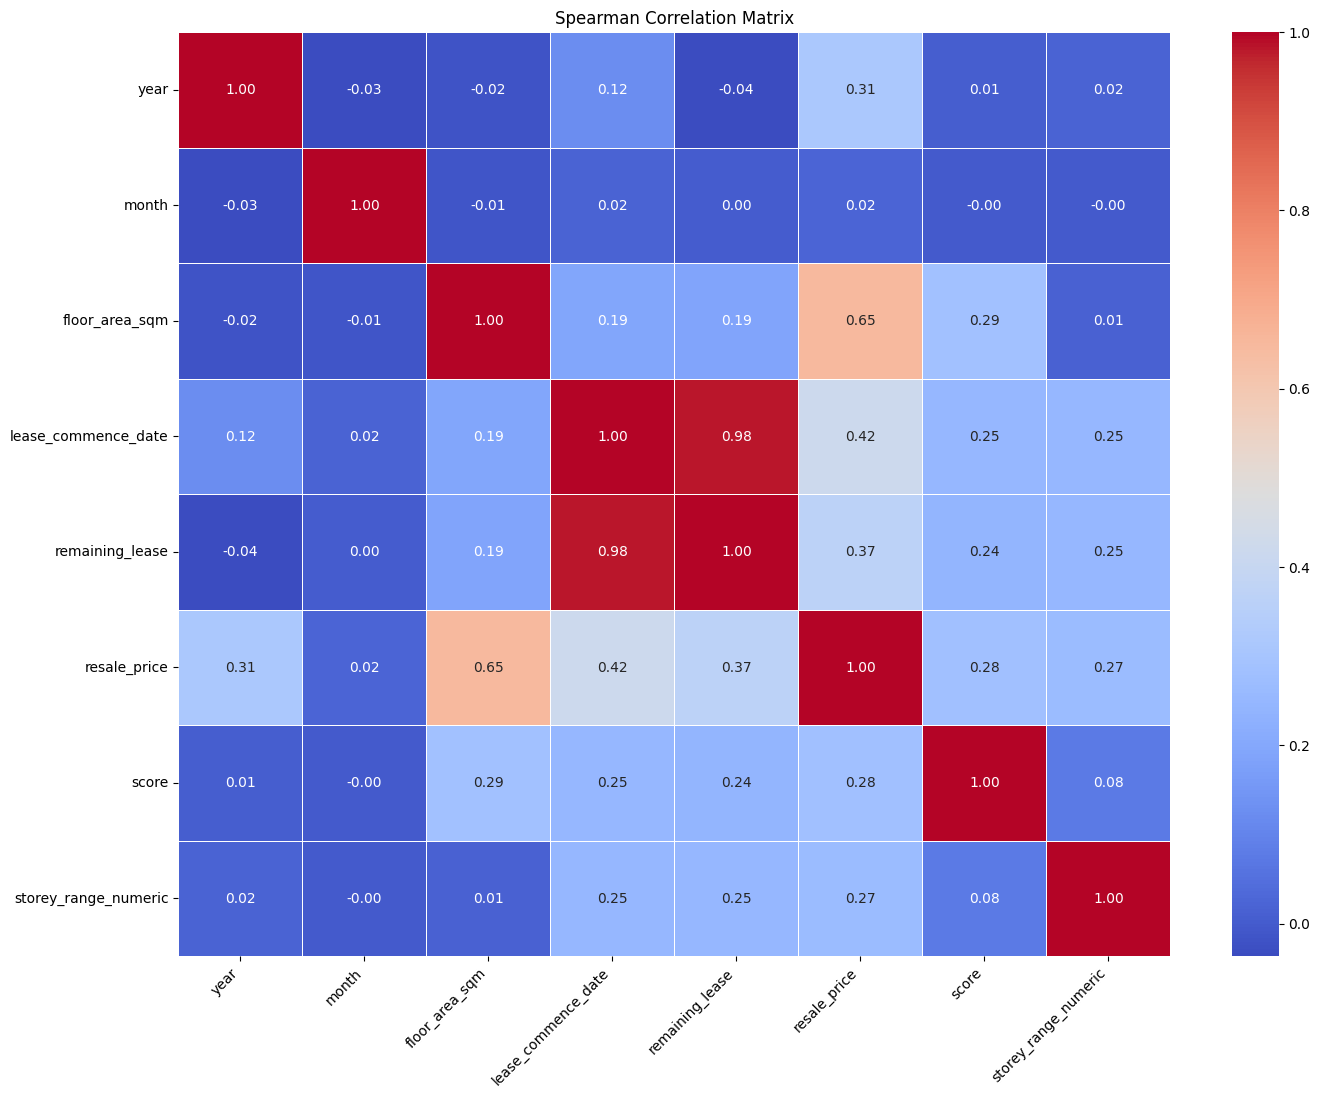 Spearman Correlation Matrix
year 1.00 -0.03 -0.02 0.12 -0.04 0.31 0.01 0.02
month -0.03 1.00 -0.01 0.02 0.00 0.02 -0.00 -0.00
floor_area_sqm -0.02 -0.01 1.00 0.19 0.19 0.65 0.29 0.01
lease_commence_date 0.12 0.02 0.19 1.00 0.98 0.42 0.25 0.25
remaining_lease -0.04 0.00 0.19 0.98 1.00 0.37 0.24 0.25
resale_price 0.31 0.02 0.65 0.42 0.37 1.00 0.28 0.27
score 0.01 -0.00 0.29 0.25 0.24 0.28 1.00 0.08
storey_range_numeric 0.02 -0.00 0.01 0.25 0.25 0.27 0.08 1.00
year month floor_area_sqm lease_commence_date remaining_lease resale_price score storey_range_numeric
1.0
0.8
0.6
0.4
0.2
0.0